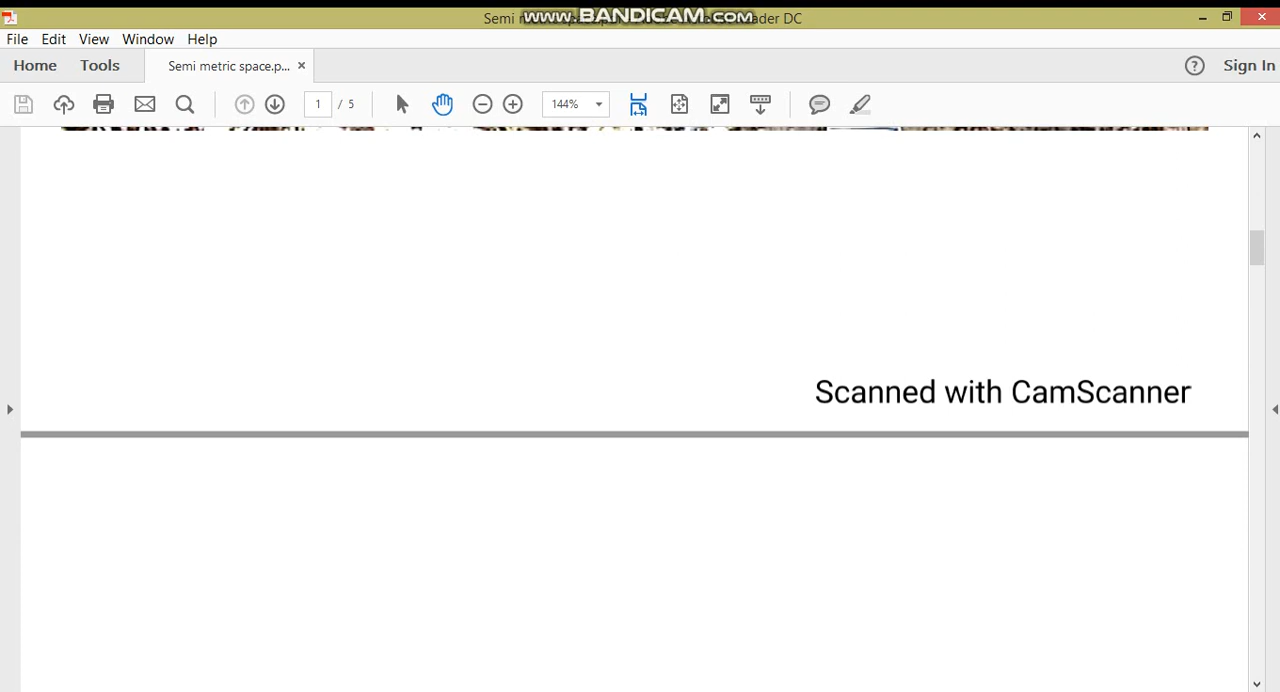 Semi
www.BANDICAM.com
ader DC
File Edit View Window Help
Home Tools Semi metric space.p... × ? Sign In
1 / 5 144%
Scanned with CamScanner